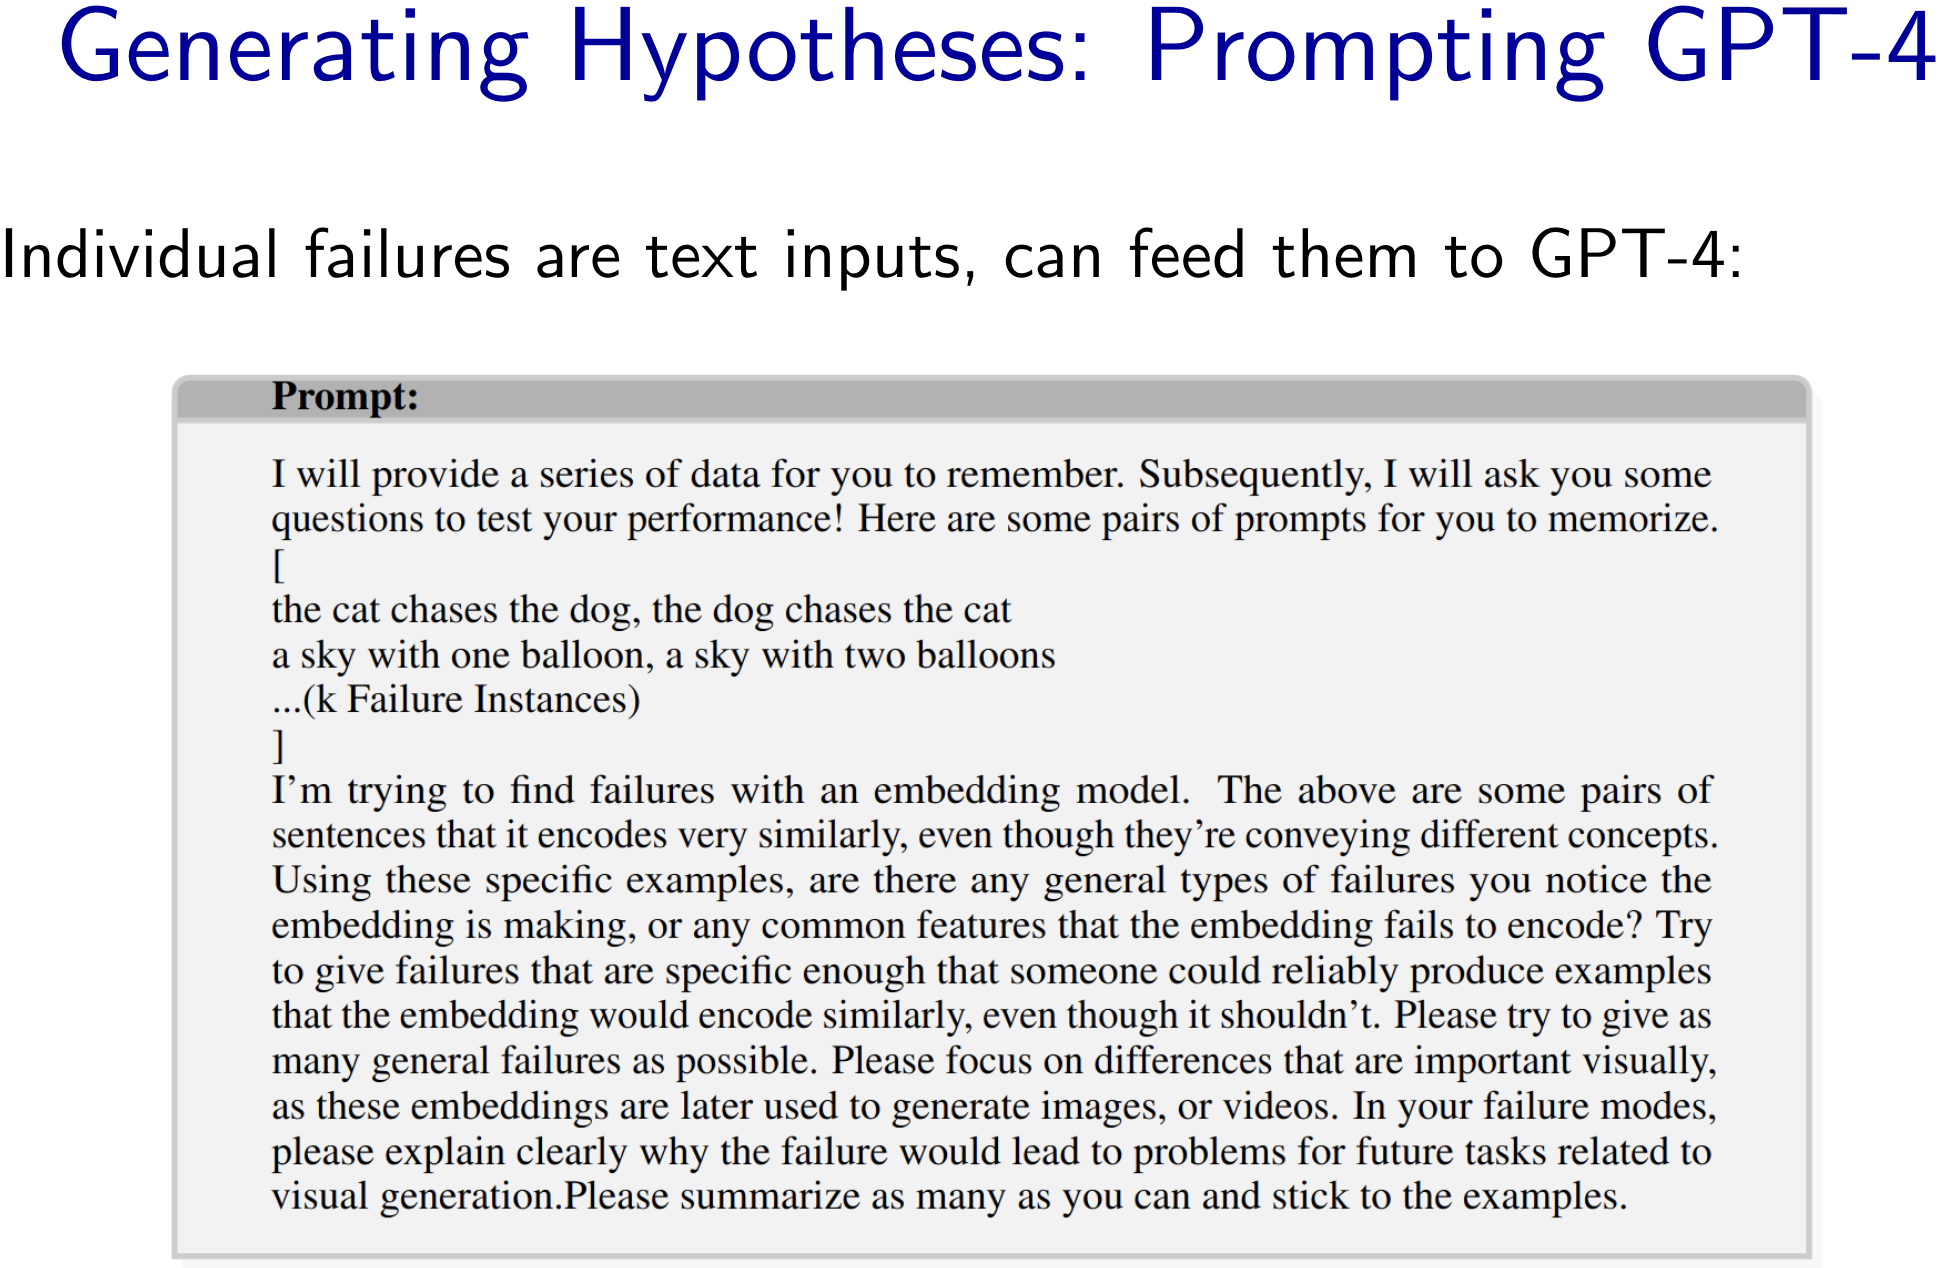 Generating Hypotheses: Prompting GPT-4
Individual failures are text inputs, can feed them to GPT-4:
Prompt:
I will provide a series of data for you to remember. Subsequently, I will ask you some
questions to test your performance! Here are some pairs of prompts for you to memorize.
[
the cat chases the dog, the dog chases the cat
a sky with one balloon, a sky with two balloons
...(k Failure Instances)
]
I'm trying to find failures with an embedding model. The above are some pairs of
sentences that it encodes very similarly, even though they're conveying different concepts.
Using these specific examples, are there any general types of failures you notice the
embedding is making, or any common features that the embedding fails to encode? Try
to give failures that are specific enough that someone could reliably produce examples
that the embedding would encode similarly, even though it shouldn't. Please try to give as
many general failures as possible. Please focus on differences that are important visually,
as these embeddings are later used to generate images, or videos. In your failure modes,
please explain clearly why the failure would lead to problems for future tasks related to
visual generation.Please summarize as many as you can and stick to the examples.